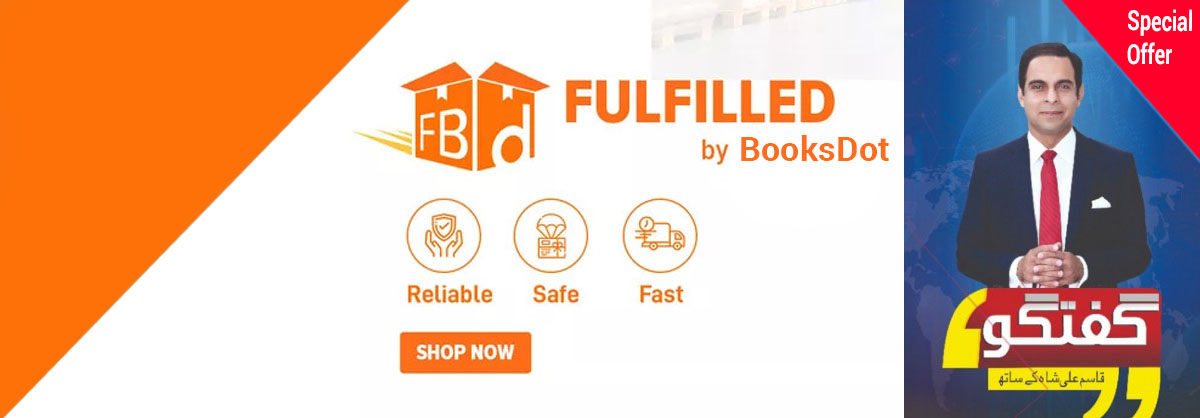 FBd
FULFILLED
by BooksDot
Reliable
Safe
Fast
SHOP NOW
Special
Offer
گفتگو
قاسم علی شاہ کے ساتھ